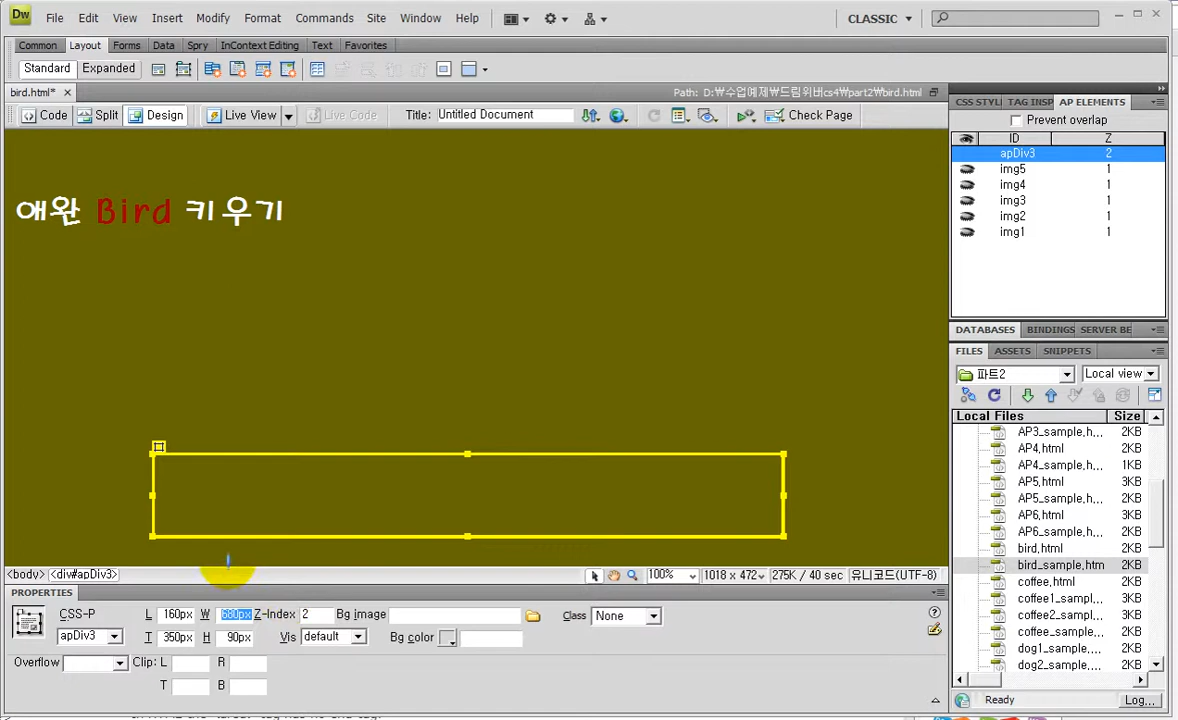 Dw File Edit View Insert Modify Format Commands Site Window Help CLASSIC
Common Layout Forms Data Spry InContext Editing Text Favorites
Standard Expanded
bird.html* × Path: D:₩수업예제₩드림위버cs4₩part2₩bird.html
Code Split Design Live View Live Code Title: Untitled Document Check Page
애완 Bird 키우기
CSS STYL TAG INSP AP ELEMENTS
Prevent overlap
ID Z
apDiv3 2
img5 1
img4 1
img3 1
img2 1
img1 1
DATABASES BINDINGS SERVER BE
FILES ASSETS SNIPPETS
파트2 Local view
Local Files Size
AP3_sample,h... 2KB
AP4,html 2KB
AP4_sample,h... 1KB
AP5,html 3KB
AP5_sample,h... 2KB
AP6,html 3KB
AP6_sample,h... 2KB
bird,html 2KB
bird_sample,htm 2KB
coffee,html 2KB
coffee1_samp... 2KB
coffee2_samp... 2KB
coffee_sample... 2KB
dog1_sample,... 2KB
dog2_sample,... 2KB
Ready Log...
<body> <div#apDiv3> 100% 1018 x 472 275K / 40 sec 유니코드(UTF-8)
PROPERTIES
CSS-P L 160px W 680px Z-Index 2 Bg image Class None
apDiv3 T 350px H 90px Vis default Bg color
Overflow Clip: L R
T B